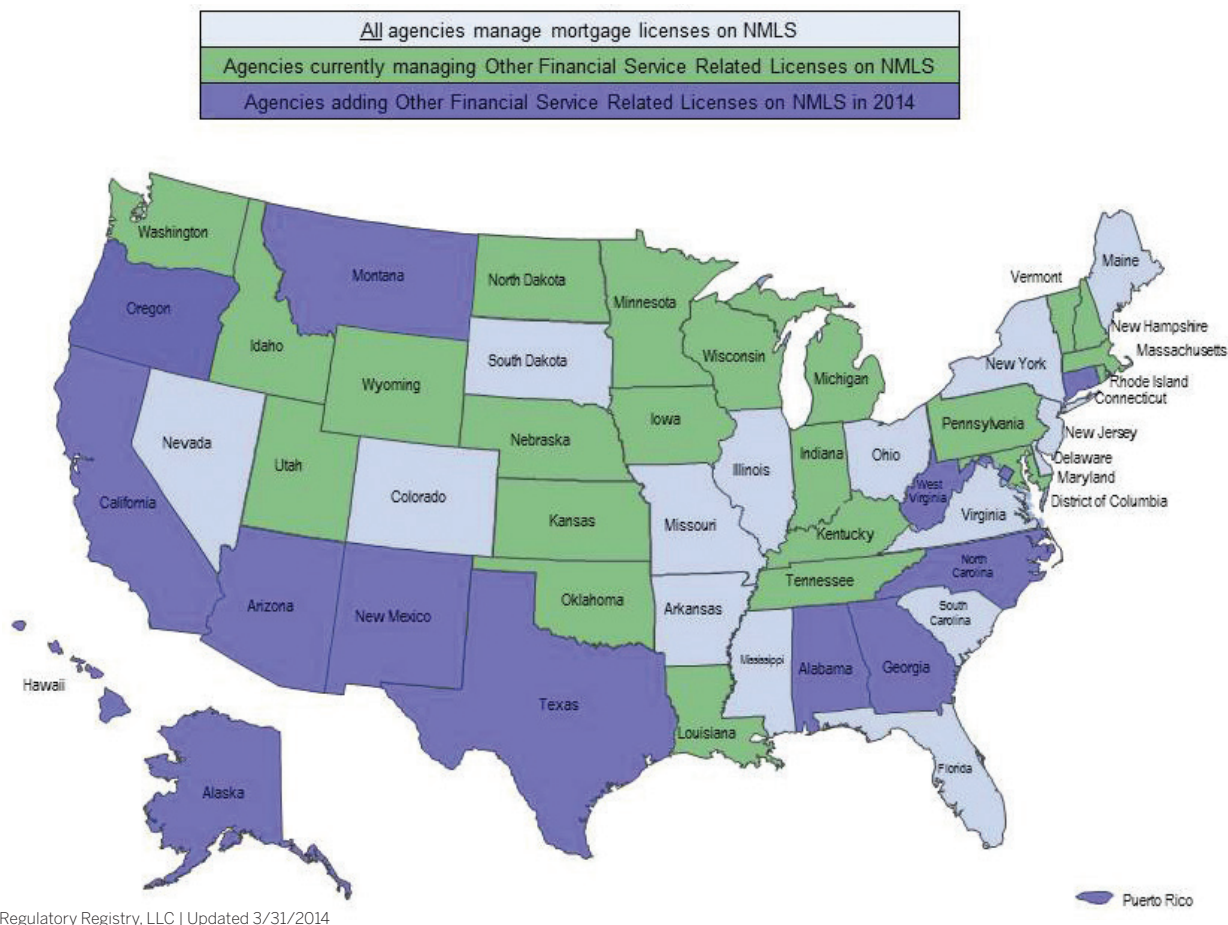 All agencies manage mortgage licenses on NMLS
Agencies currently managing Other Financial Service Related Licenses on NMLS
Agencies adding Other Financial Service Related Licenses on NMLS in 2014
Washington
Montana
North Dakota
Minnesota
Vermont
Maine
Oregon
Idaho
Wyoming
South Dakota
Wisconsin
Michigan
New York
New Hampshire
Massachusetts
Rhode Island
Connecticut
Nevada
Utah
Colorado
Nebraska
Iowa
Illinois
Indiana
Ohio
Pennsylvania
New Jersey
Delaware
Maryland
District of Columbia
California
Kansas
Missouri
Kentucky
West
Virginia
Virginia
Arizona
New Mexico
Oklahoma
Arkansas
Tennessee
North
Carolina
South
Carolina
Hawaii
Texas
Louisiana
Mississippi
Alabama
Georgia
Florida
Alaska
Puerto Rico
Regulatory Registry, LLC | Updated 3/31/2014